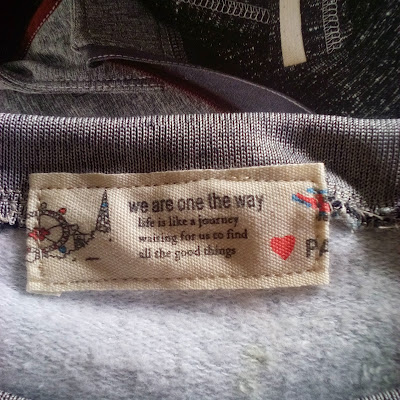 we are one the way
life is like a journey
waiting for us to find
all the good things
PA